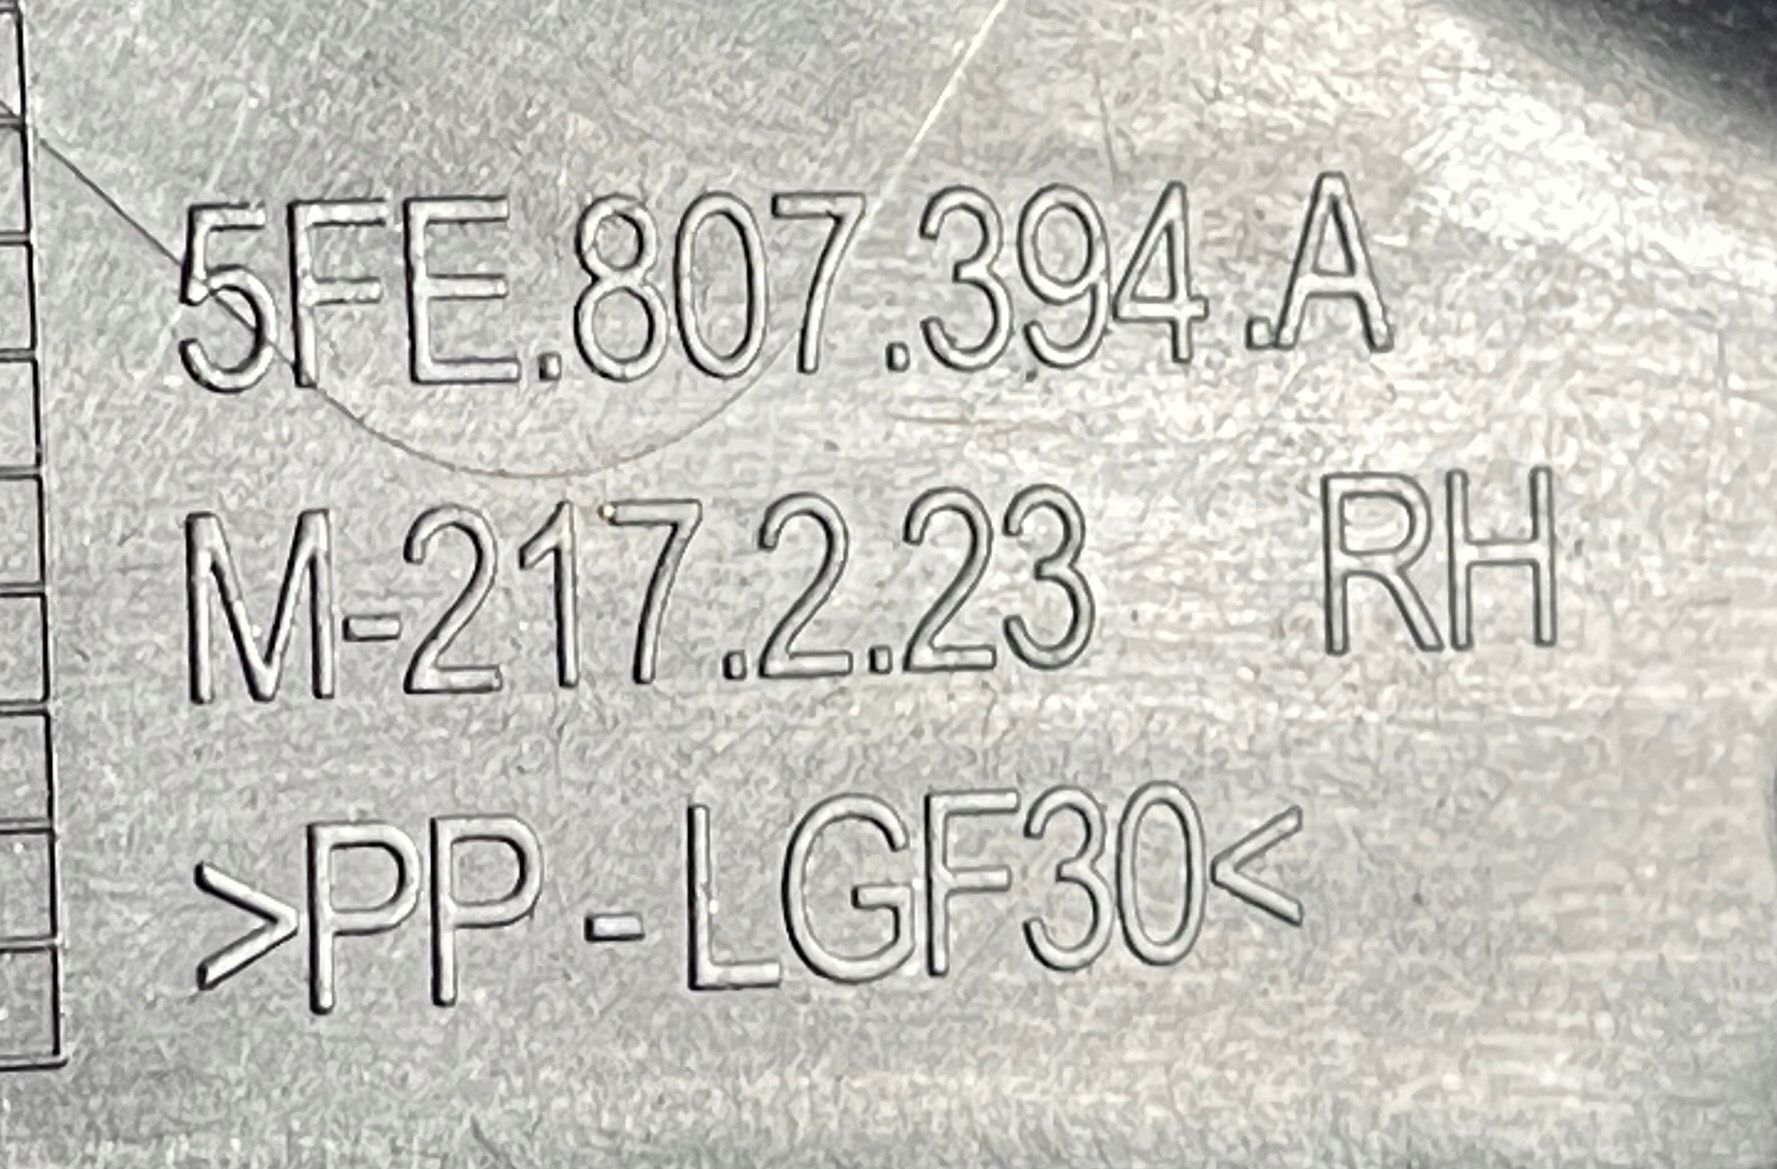 5FE.807.394.A
M-217.2.23 RH
>PP-LGF30<